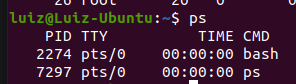 luiz@Luiz-Ubuntu:~$ ps
PID TTY TIME CMD
2274 pts/0 00:00:00 bash
7297 pts/0 00:00:00 ps